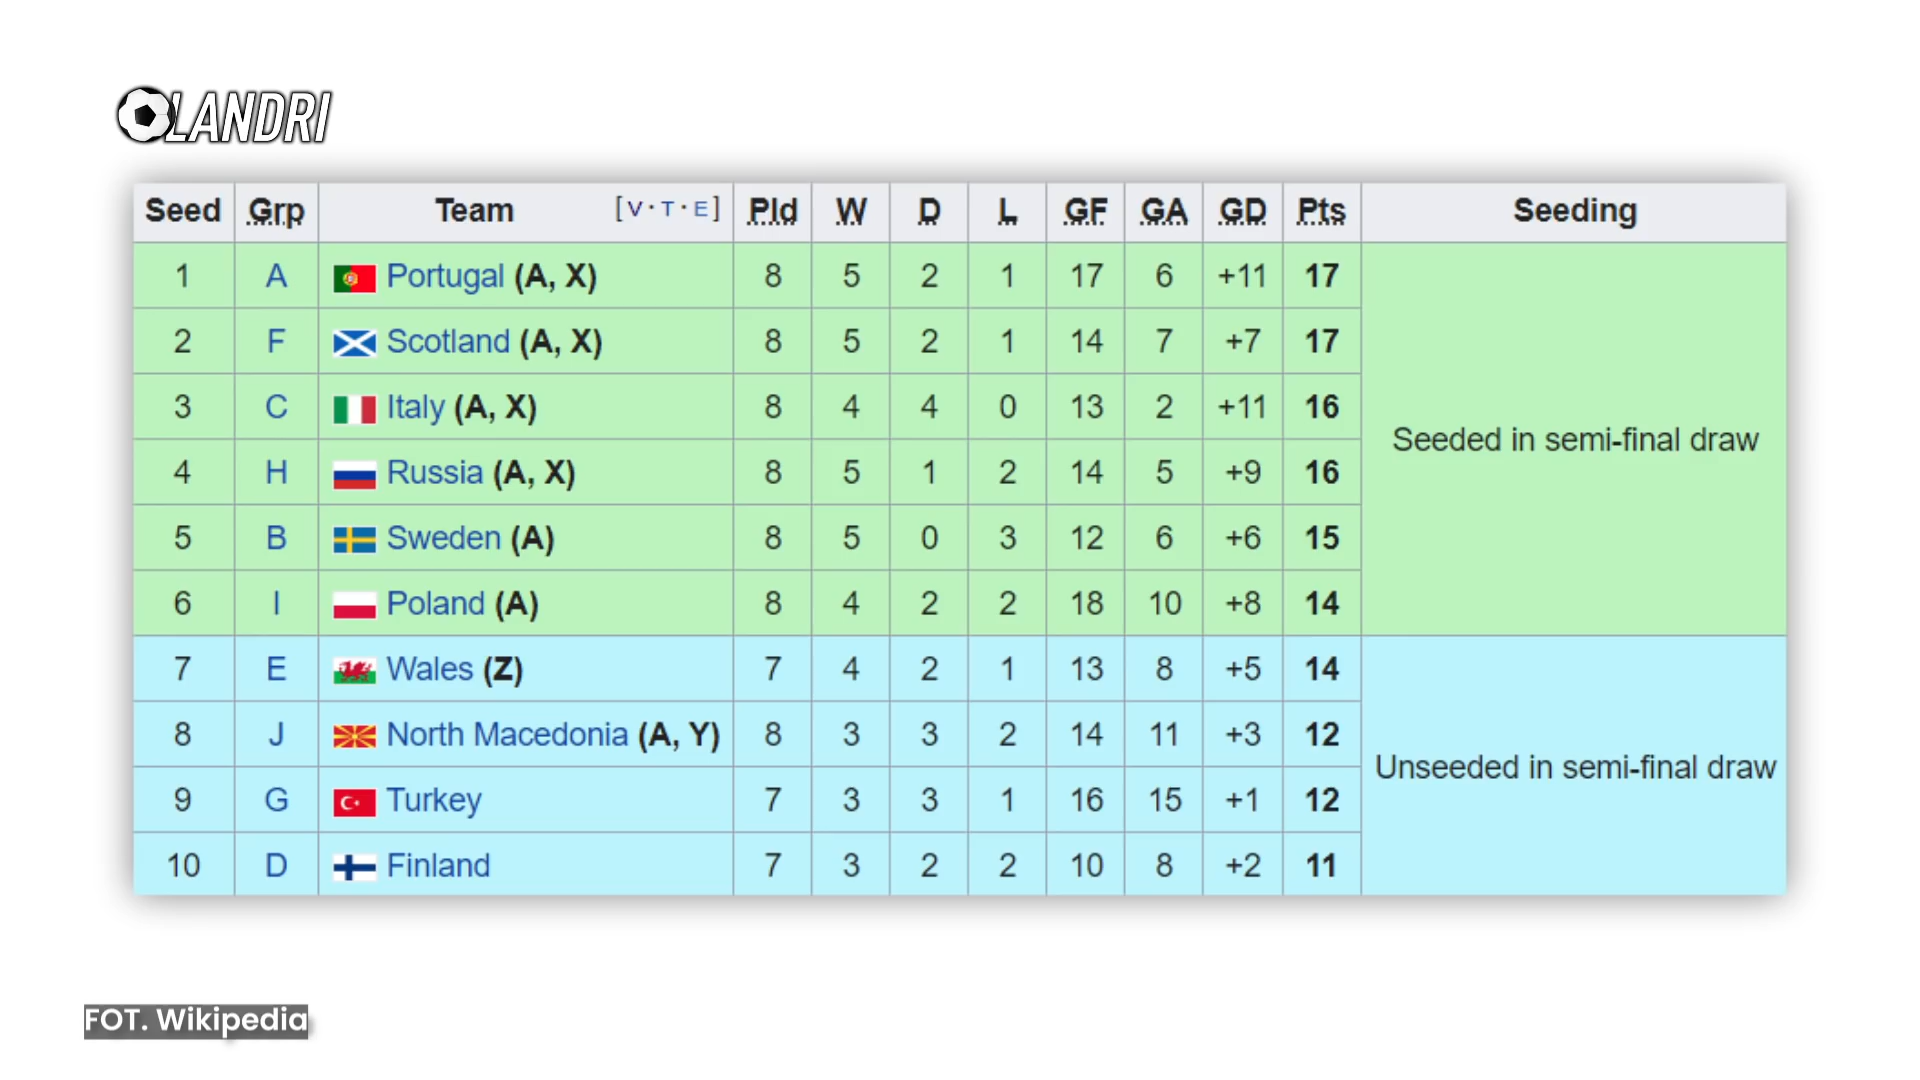 LANDRI
Seed Grp Team [V·T·E] Pld W D L GF GA GD Pts Seeding
1 A Portugal (A, X) 8 5 2 1 17 6 +11 17
2 F Scotland (A, X) 8 5 2 1 14 7 +7 17
3 C Italy (A, X) 8 4 4 0 13 2 +11 16
Seeded in semi-final draw
4 H Russia (A, X) 8 5 1 2 14 5 +9 16
5 B Sweden (A) 8 5 0 3 12 6 +6 15
6 I Poland (A) 8 4 2 2 18 10 +8 14
7 E Wales (Z) 7 4 2 1 13 8 +5 14
8 J North Macedonia (A, Y) 8 3 3 2 14 11 +3 12
Unseeded in semi-final draw
9 G Turkey 7 3 3 1 16 15 +1 12
10 D Finland 7 3 2 2 10 8 +2 11
FOT. Wikipedia